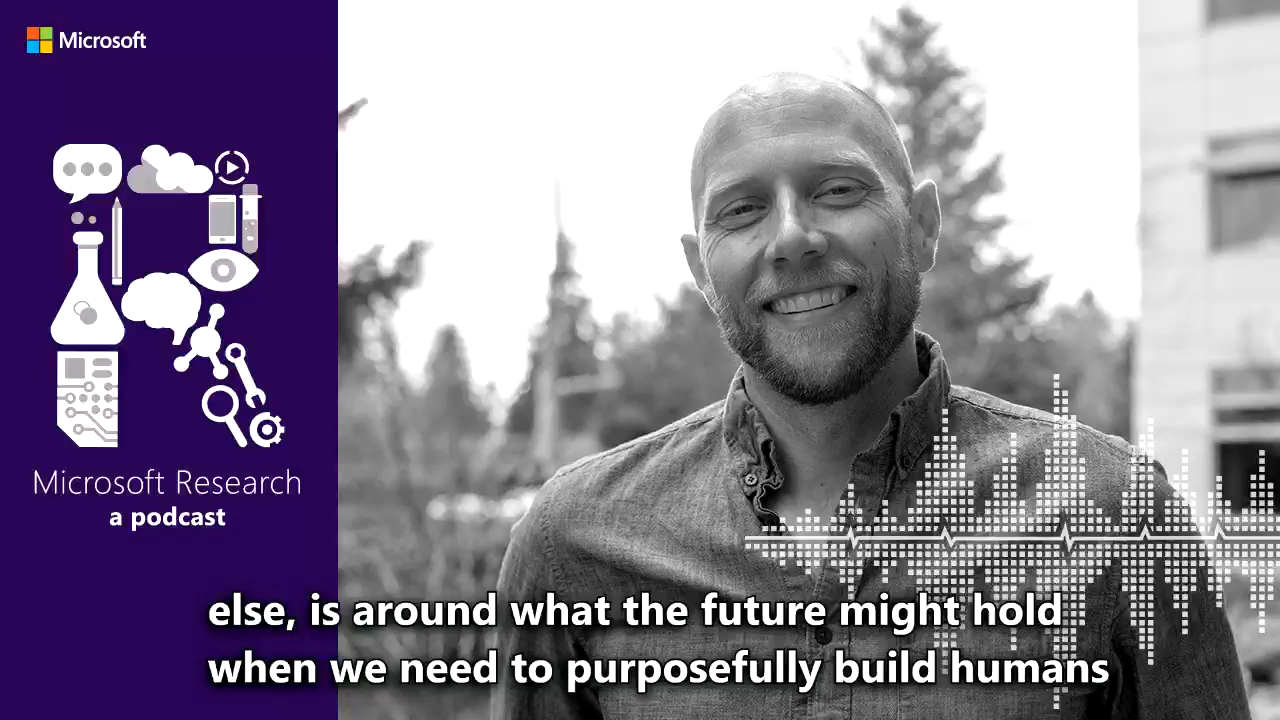 Microsoft
Microsoft Research
a podcast
else, is around what the future might hold
when we need to purposefully build humans